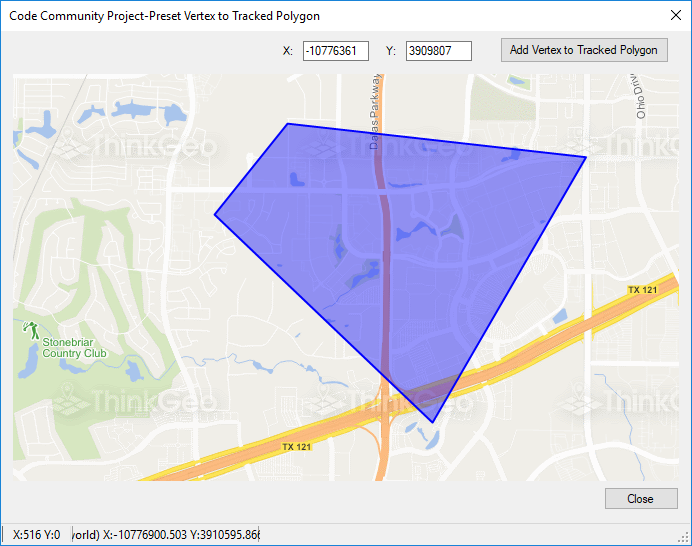 Code Community Project-Preset Vertex to Tracked Polygon
X: -10776361 Y: 3909807 Add Vertex to Tracked Polygon
Dallas Parkway
Ohio Drive
ThinkGeo ThinkGeo ThinkGeo
TX 121
Stonebriar
Country Club
ThinkGeo ThinkGeo ThinkGeo
TX 121
Close
X:516 Y:0 world) X:-10776900.503 Y:3910595.866